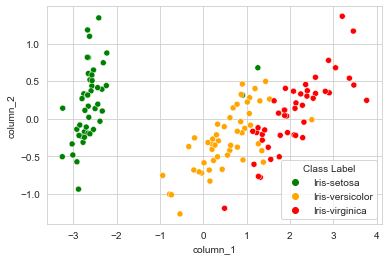 1.0
0.5
0.0
−0.5
−1.0
column_2
−3
−2
−1
0
1
2
3
4
column_1
Class Label
Iris-setosa
Iris-versicolor
Iris-virginica